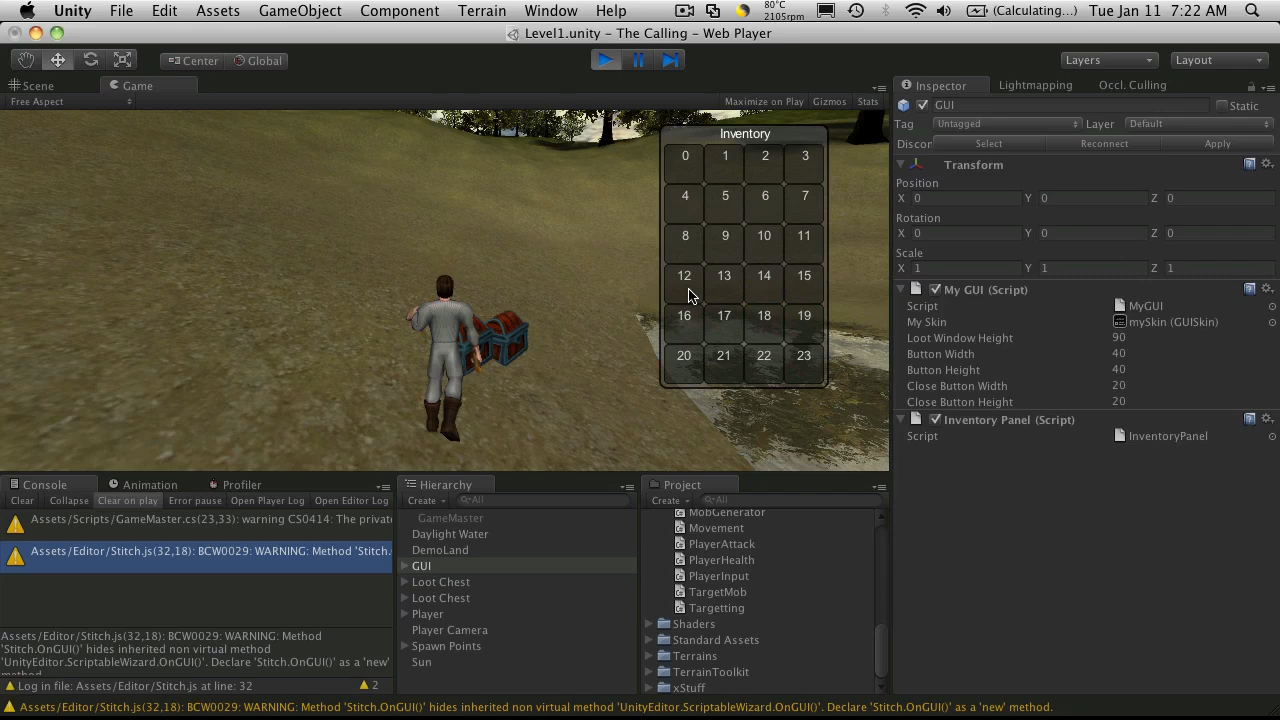 Unity File Edit Assets GameObject Component Terrain Window Help 80°C 2105rpm (Calculating...) Tue Jan 11 7:22 AM
Level1.unity - The Calling - Web Player
Center Global Layers Layout
Scene Game
Free Aspect Maximize on Play Gizmos Stats
Inventory
0 1 2 3
4 5 6 7
8 9 10 11
12 13 14 15
16 17 18 19
20 21 22 23
Inspector Lightmapping Occl. Culling
GUI Static
Tag Untagged Layer Default
Discon Select Reconnect Apply
Transform
Position
X 0 Y 0 Z 0
Rotation
X 0 Y 0 Z 0
Scale
X 1 Y 1 Z 1
My GUI (Script)
Script MyGUI
My Skin mySkin (GUISkin)
Loot Window Height 90
Button Width 40
Button Height 40
Close Button Width 20
Close Button Height 20
Inventory Panel (Script)
Script InventoryPanel
Console Animation Profiler
Clear Collapse Clear on play Error pause Open Player Log Open Editor Log
Assets/Scripts/GameMaster.cs(23,33): warning CS0414: The private
Assets/Editor/Stitch.js(32,18): BCW0029: WARNING: Method 'Stitch.
Assets/Editor/Stitch.js(32,18): BCW0029: WARNING: Method
'Stitch.OnGUI()' hides inherited non virtual method
'UnityEditor.ScriptableWizard.OnGUI()'. Declare 'Stitch.OnGUI()' as a 'new'
method.
Log in file: Assets/Editor/Stitch.js at line: 32 2
Hierarchy
Create All
GameMaster
Daylight Water
DemoLand
GUI
Loot Chest
Loot Chest
Player
Player Camera
Spawn Points
Sun
Project
Create All
MobGenerator
Movement
PlayerAttack
PlayerHealth
PlayerInput
TargetMob
Targetting
Shaders
Standard Assets
Terrains
TerrainToolkit
xStuff
Assets/Editor/Stitch.js(32,18): BCW0029: WARNING: Method 'Stitch.OnGUI()' hides inherited non virtual method 'UnityEditor.ScriptableWizard.OnGUI()'. Declare 'Stitch.OnGUI()' as a 'new' method.